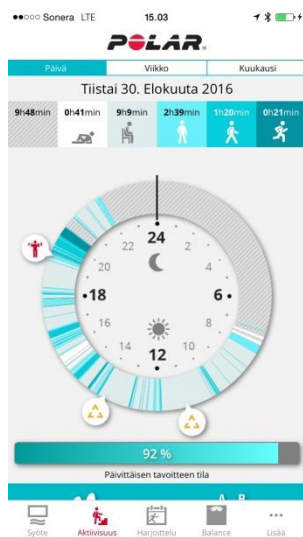 Sonera LTE 15.03
POLAR.
Päivä Viikko Kuukausi
Tiistai 30. Elokuuta 2016
9h48min 0h41min 9h9min 2h39min 1h20min 0h21min
24
22 2
20 4
18 6
16 8
14 10
12
92 %
Päivittäisen tavoitteen tila
A B
Syöte Aktiivisuus Harjoittelu Balance Lisää